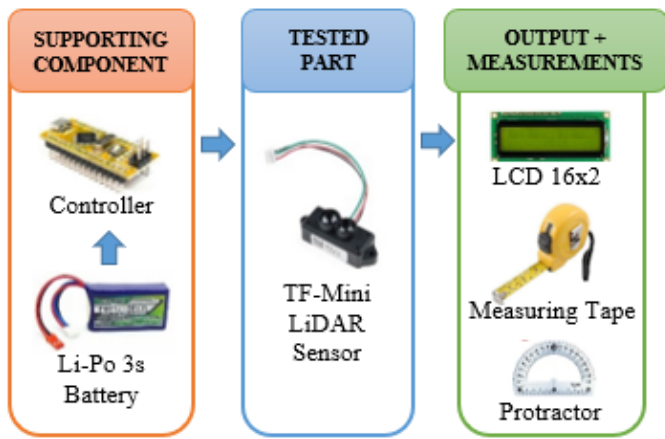 SUPPORTING
COMPONENT
Controller
Li-Po 3s
Battery
TESTED
PART
TF-Mini
LiDAR
Sensor
OUTPUT +
MEASUREMENTS
LCD 16x2
Measuring Tape
Protractor